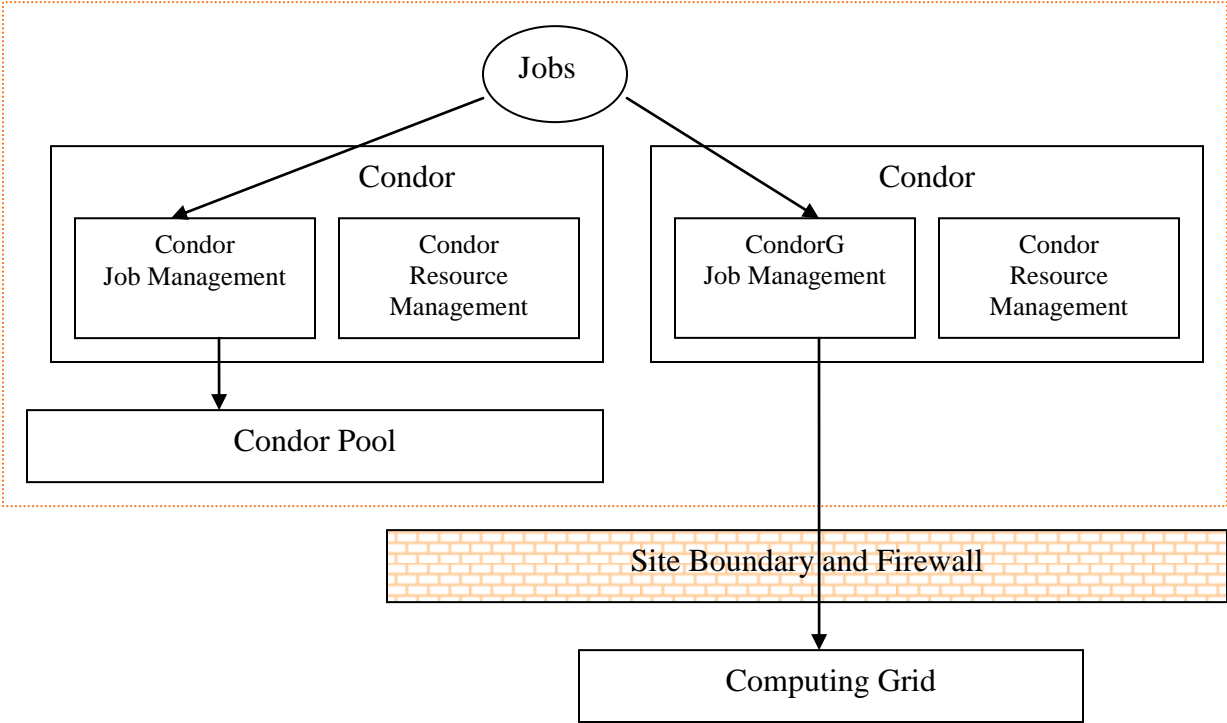 Jobs
Condor
Condor
Job Management
Condor
Resource
Management
Condor
CondorG
Job Management
Condor
Resource
Management
Condor Pool
Site Boundary and Firewall
Computing Grid